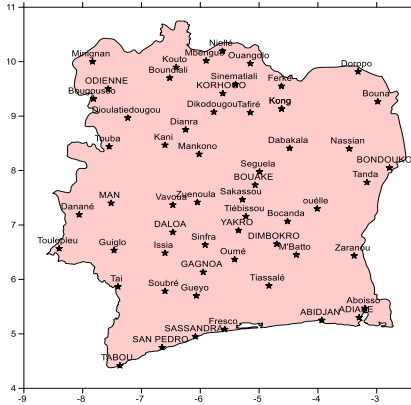 11
Niellé
Minignan
Kouto
Mbengué
Ouangolo
10
Doropo
Boundiali
Sinematiali
Ferké
ODIENNE
KORHOGO
Bougousso
Kong
Bouna
Dikodougou
Tafiré
9
Dioulatiedougou
Dianra
Touba
Kani
Dabakala
Nassian
Mankono
BONDOUKO
8
Seguela
Tanda
BOUAKE
MAN
Vavoua
Zuenoula
Sakassou
ouélle
Danané
Tiébissou
Bocanda
7
DALOA
YAKRO
Toulepleu
Guiglo
Issia
Sinfra
DIMBOKRO
M'Batto
Zaranou
Oumé
GAGNOA
6
Tai
Soubré
Gueyo
Tiassalé
Aboisso
Fresco
ABIDJAN
ADIAKE
SASSANDRA
5
SAN PEDRO
TABOU
4
-9
-8
-7
-6
-5
-4
-3